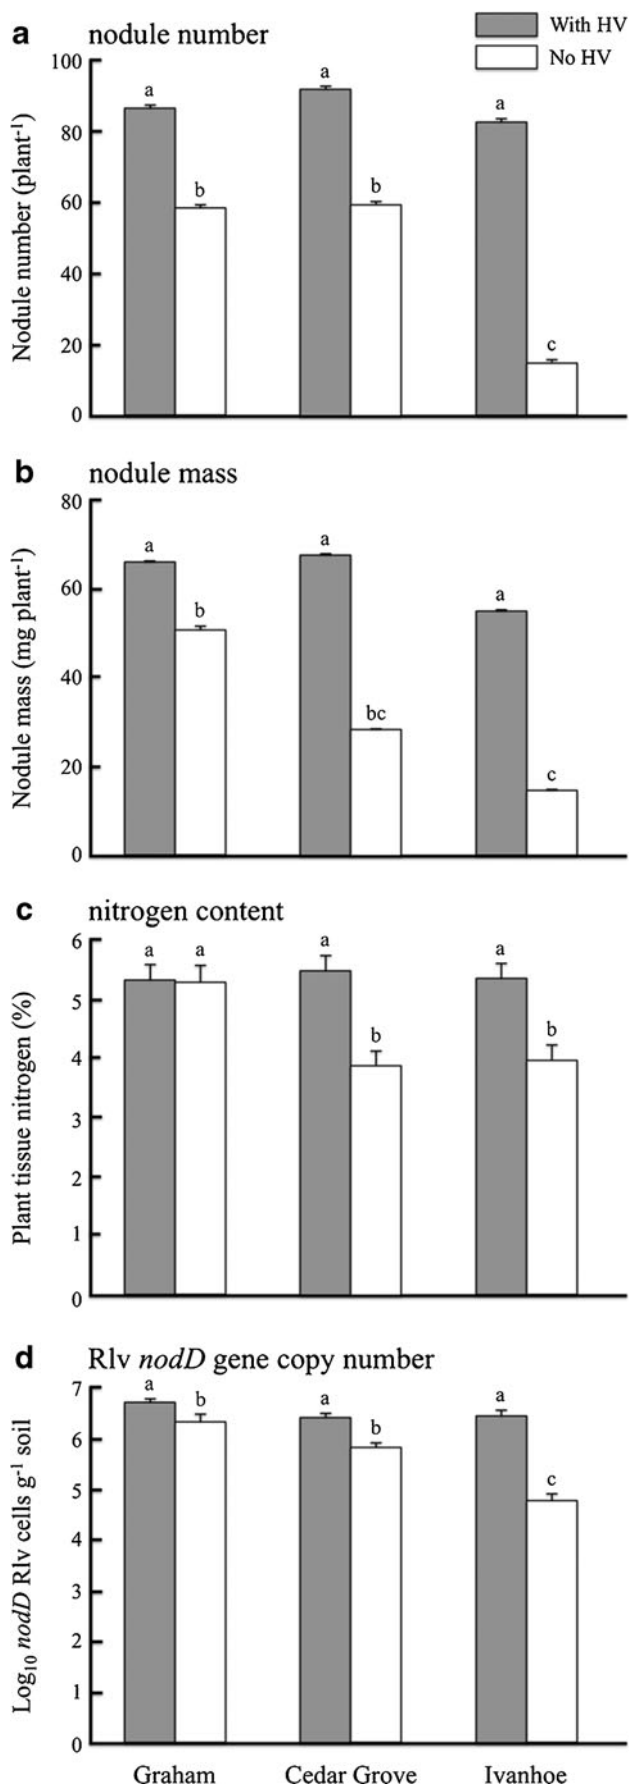 a nodule number
With HV
No HV
Nodule number (plant⁻¹)
100
80
60
40
20
0
a
b
a
b
a
c
b nodule mass
Nodule mass (mg plant⁻¹)
80
60
40
20
0
a
b
a
bc
a
c
c nitrogen content
Plant tissue nitrogen (%)
6
5
4
3
2
1
0
a
a
a
b
a
b
d Rlv nodD gene copy number
Log₁₀ nodD Rlv cells g⁻¹ soil
7
6
5
4
3
2
1
0
a
b
a
b
a
c
Graham Cedar Grove Ivanhoe